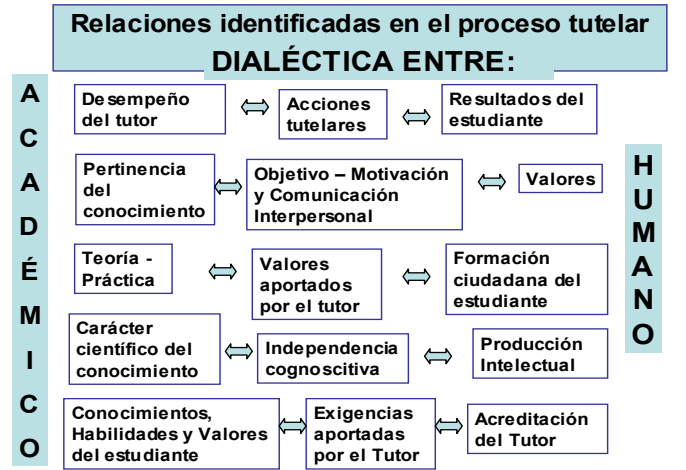 Relaciones identificadas en el proceso tutelar
DIALÉCTICA ENTRE:
ACADÉMICO
Desempeño
del tutor
Acciones
tutelares
Resultados del
estudiante
Pertinencia
del
conocimiento
Objetivo – Motivación
y Comunicación
Interpersonal
Valores
Teoría -
Práctica
Valores
aportados
por el tutor
Formación
ciudadana del
estudiante
Carácter
científico del
conocimiento
Independencia
cognoscitiva
Producción
Intelectual
Conocimientos,
Habilidades y Valores
del estudiante
Exigencias
aportadas
por el Tutor
Acreditación
del Tutor
HUMANO